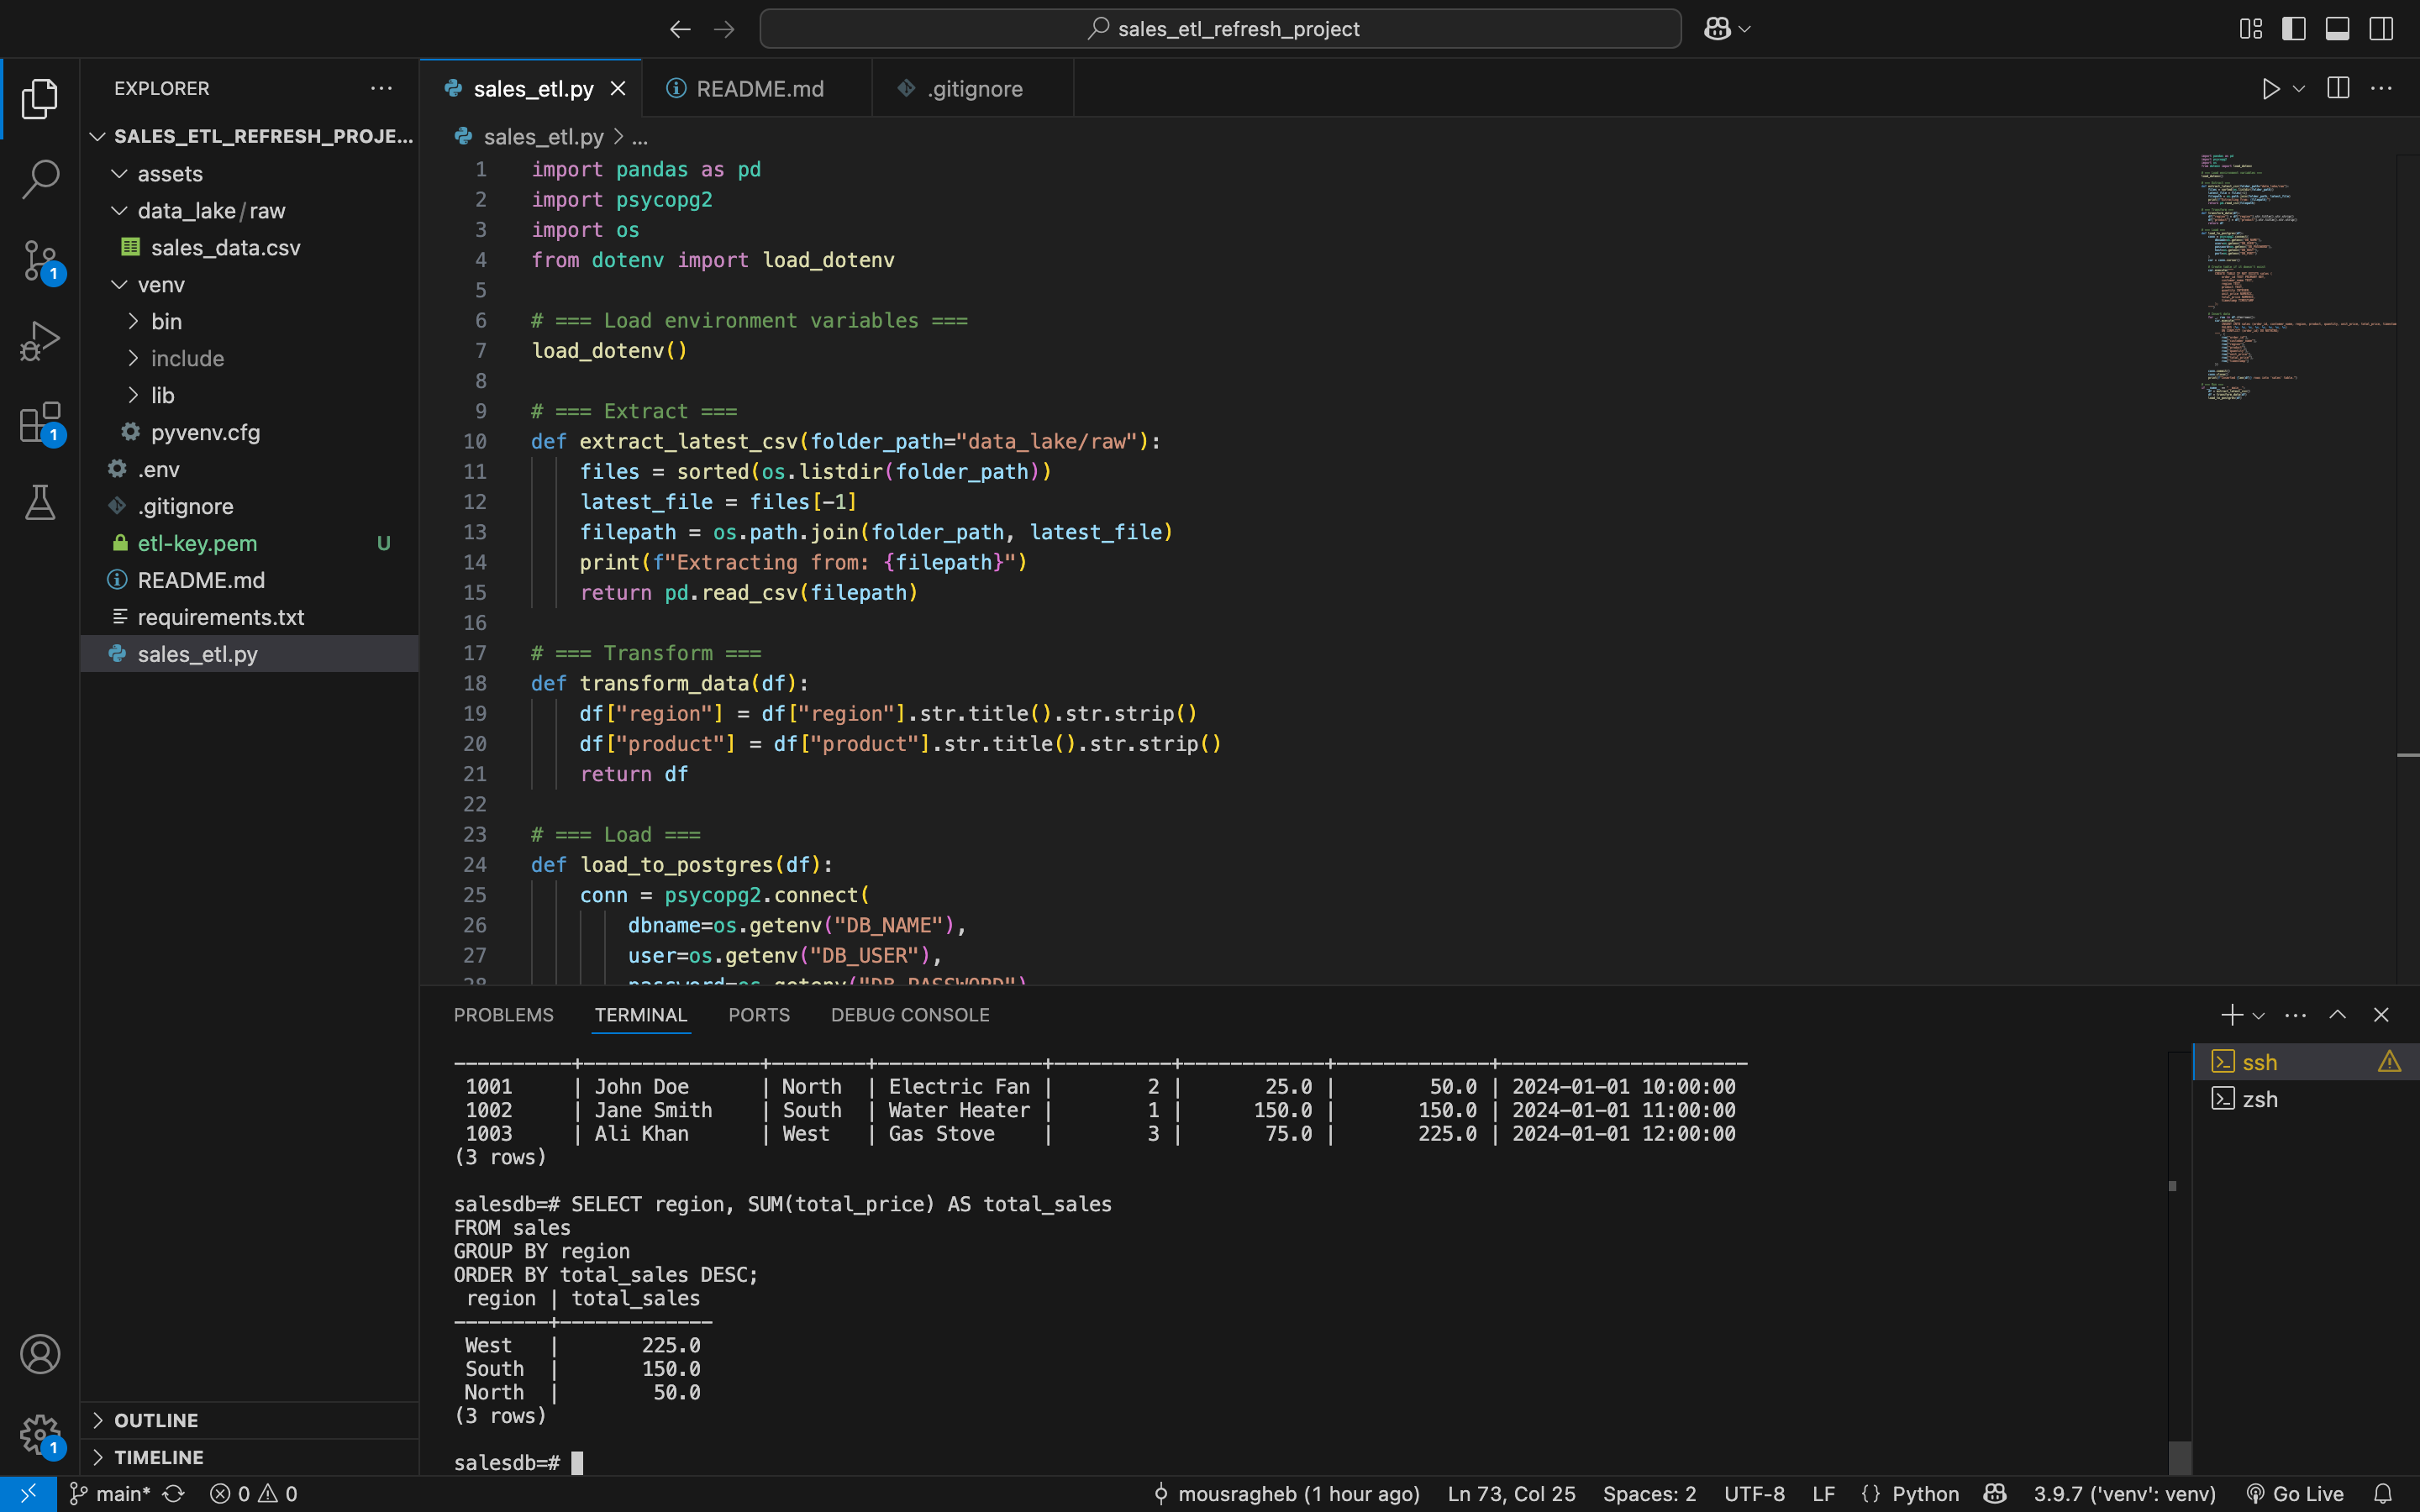 sales_etl_refresh_project
EXPLORER
SALES_ETL_REFRESH_PROJE...
assets
data_lake/raw
sales_data.csv
venv
bin
include
lib
pyvenv.cfg
.env
.gitignore
etl-key.pem U
README.md
requirements.txt
sales_etl.py
OUTLINE
TIMELINE
1
1
1
sales_etl.py README.md .gitignore
sales_etl.py > ...
1 import pandas as pd
2 import psycopg2
3 import os
4 from dotenv import load_dotenv
5
6 # === Load environment variables ===
7 load_dotenv()
8
9 # === Extract ===
10 def extract_latest_csv(folder_path="data_lake/raw"):
11 files = sorted(os.listdir(folder_path))
12 latest_file = files[-1]
13 filepath = os.path.join(folder_path, latest_file)
14 print(f"Extracting from: {filepath}")
15 return pd.read_csv(filepath)
16
17 # === Transform ===
18 def transform_data(df):
19 df["region"] = df["region"].str.title().str.strip()
20 df["product"] = df["product"].str.title().str.strip()
21 return df
22
23 # === Load ===
24 def load_to_postgres(df):
25 conn = psycopg2.connect(
26 dbname=os.getenv("DB_NAME"),
27 user=os.getenv("DB_USER"),
28 password=os.getenv("DB_PASSWORD")
PROBLEMS TERMINAL PORTS DEBUG CONSOLE
----------+---------------+--------+--------------+----------+------------+-------------+---------------------
1001 | John Doe | North | Electric Fan | 2 | 25.0 | 50.0 | 2024-01-01 10:00:00
1002 | Jane Smith | South | Water Heater | 1 | 150.0 | 150.0 | 2024-01-01 11:00:00
1003 | Ali Khan | West | Gas Stove | 3 | 75.0 | 225.0 | 2024-01-01 12:00:00
(3 rows)
salesdb=# SELECT region, SUM(total_price) AS total_sales
FROM sales
GROUP BY region
ORDER BY total_sales DESC;
region | total_sales
--------+-------------
West | 225.0
South | 150.0
North | 50.0
(3 rows)
salesdb=#
ssh
zsh
main* 0 0 mousragheb (1 hour ago) Ln 73, Col 25 Spaces: 2 UTF-8 LF {} Python 3.9.7 ('venv': venv) Go Live